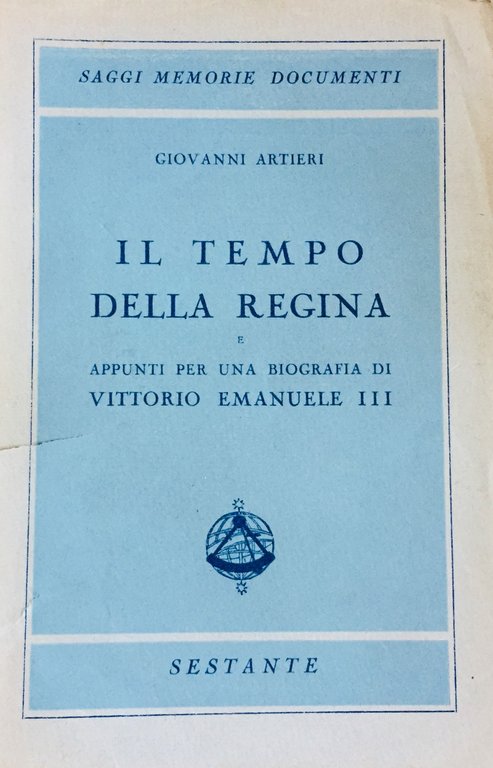 SAGGI MEMORIE DOCUMENTI
GIOVANNI ARTIERI
IL TEMPO
DELLA REGINA
E
APPUNTI PER UNA BIOGRAFIA DI
VITTORIO EMANUELE III
SESTANTE